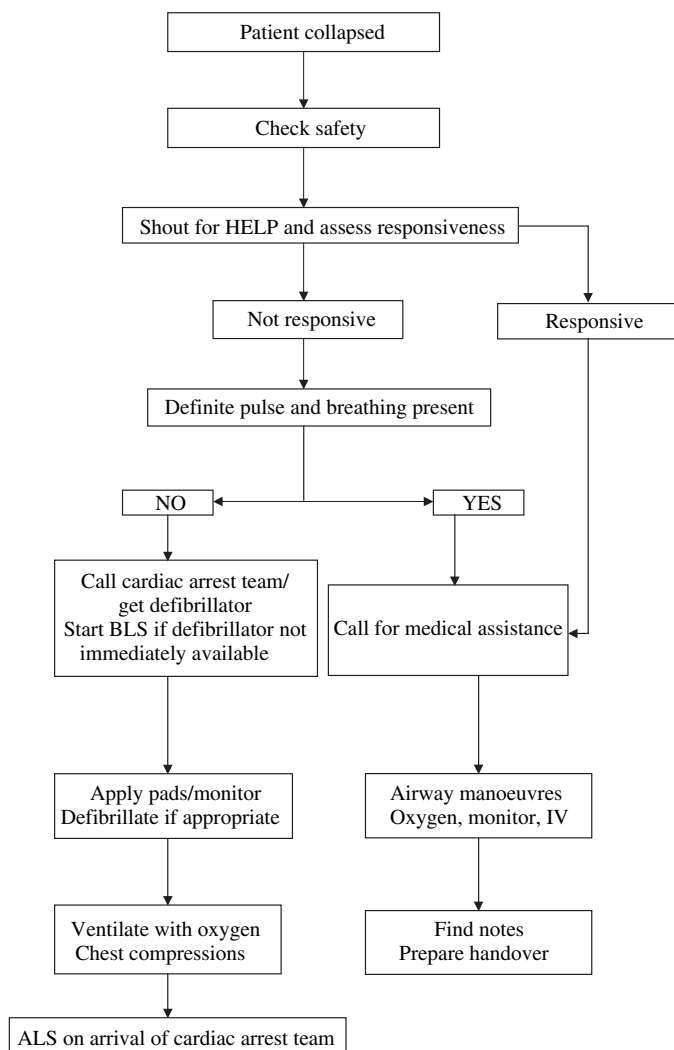 Patient collapsed
Check safety
Shout for HELP and assess responsiveness
Not responsive
Responsive
Definite pulse and breathing present
NO
YES
Call cardiac arrest team/
get defibrillator
Start BLS if defibrillator not
immediately available
Call for medical assistance
Apply pads/monitor
Defibrillate if appropriate
Airway manoeuvres
Oxygen, monitor, IV
Ventilate with oxygen
Chest compressions
Find notes
Prepare handover
ALS on arrival of cardiac arrest team